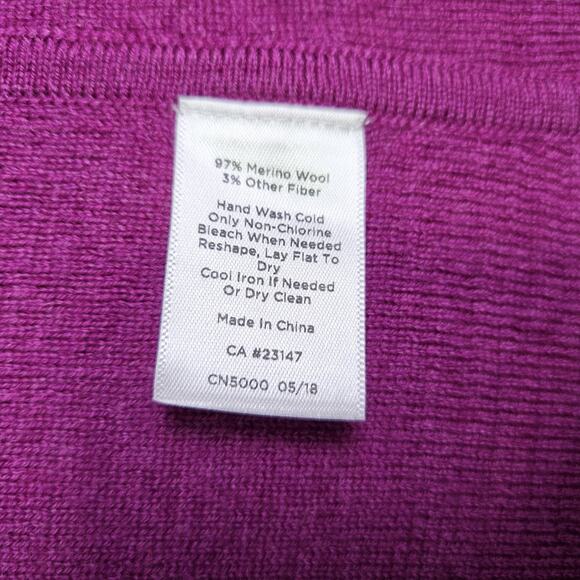 97% Merino Wool
3% Other Fiber
Hand Wash Cold
Only Non-Chlorine
Bleach When Needed
Reshape, Lay Flat To
Dry
Cool Iron If Needed
Or Dry Clean
Made In China
CA #23147
CN5000 05/18